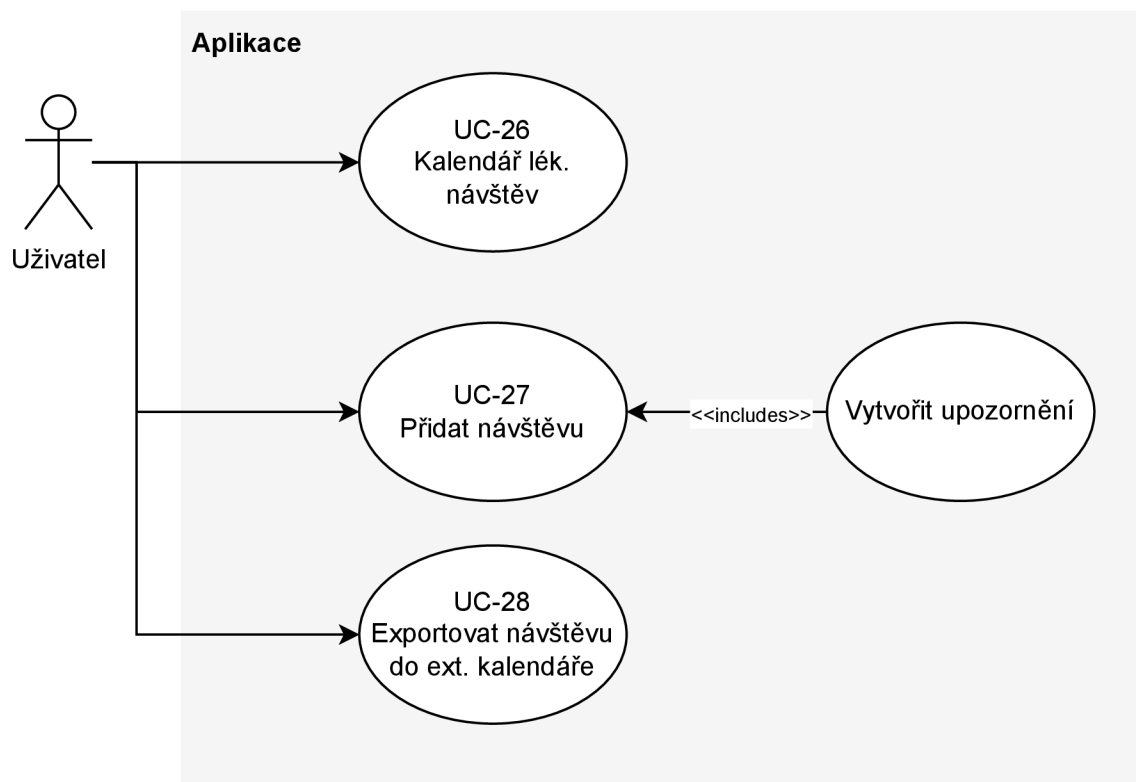 Aplikace
UC-26
Kalendář lék.
návštěv
Uživatel
UC-27
Přidat návštěvu
<<includes>>
Vytvořit upozornění
UC-28
Exportovat návštěvu
do ext. kalendáře